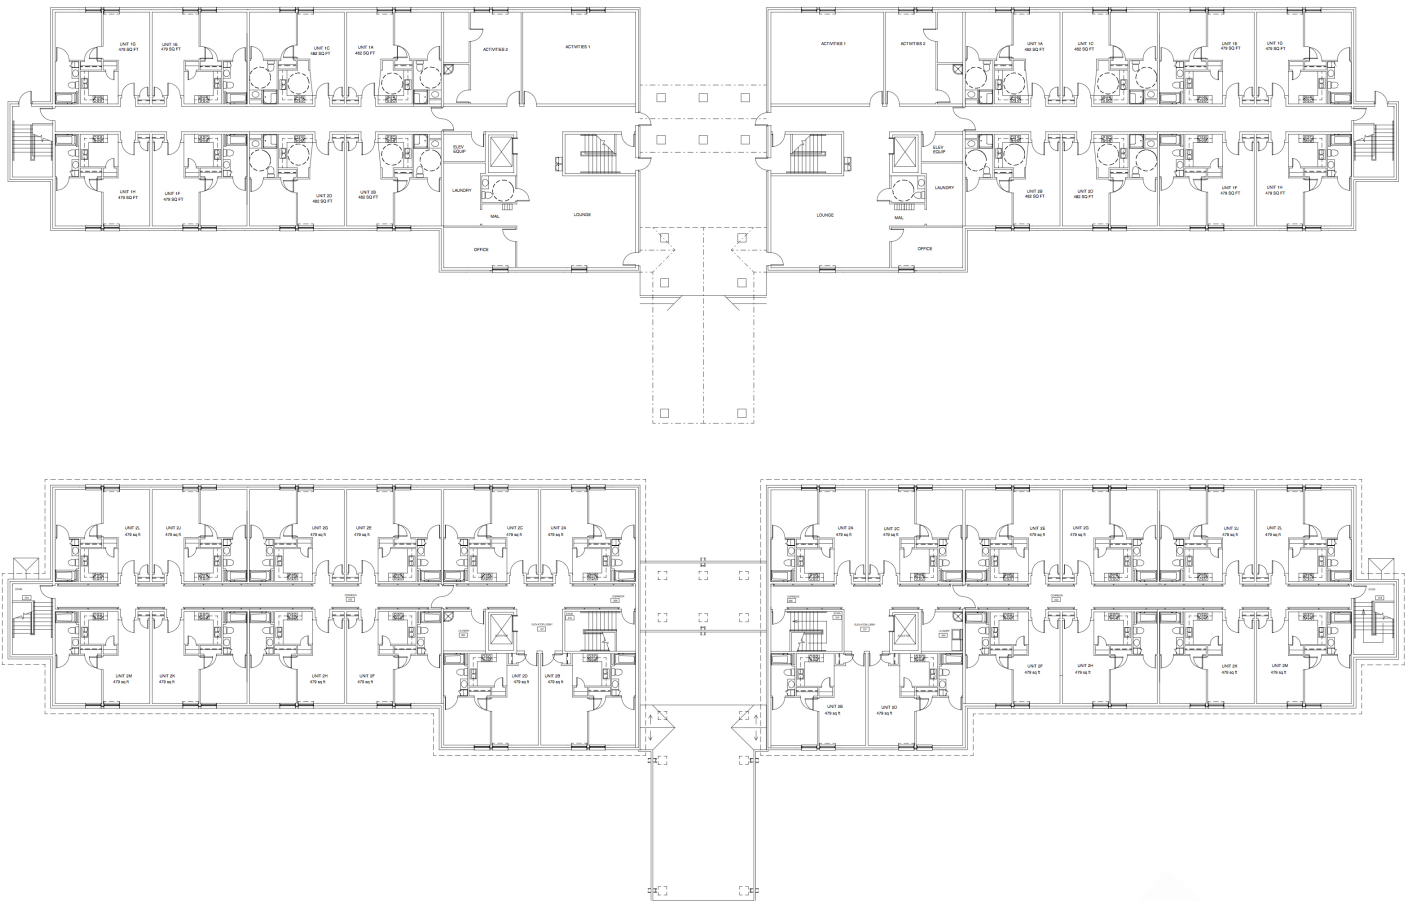 UNIT 1G
479 SQ FT
UNIT 1E
479 SQ FT
UNIT 1C
482 SQ FT
UNIT 1A
482 SQ FT
ACTIVITIES 2
ACTIVITIES 1
ACTIVITIES 1
ACTIVITIES 2
UNIT 1A
482 SQ FT
UNIT 1C
482 SQ FT
UNIT 1E
479 SQ FT
UNIT 1G
479 SQ FT
ELEV
EQUIP
ELEV
EQUIP
UNIT 1H
479 SQ FT
UNIT 1F
479 SQ FT
UNIT 2D
482 SQ FT
UNIT 2B
482 SQ FT
LAUNDRY
MAIL
LOUNGE
OFFICE
LOUNGE
MAIL
LAUNDRY
OFFICE
UNIT 2B
482 SQ FT
UNIT 2D
482 SQ FT
UNIT 1F
479 SQ FT
UNIT 1H
479 SQ FT
UNIT 2L
479 sq ft
UNIT 2J
479 sq ft
UNIT 2G
479 sq ft
UNIT 2E
479 sq ft
UNIT 2C
479 sq ft
UNIT 2A
479 sq ft
UNIT 2A
479 sq ft
UNIT 2C
479 sq ft
UNIT 2E
479 sq ft
UNIT 2G
479 sq ft
UNIT 2J
479 sq ft
UNIT 2L
479 sq ft
CORRIDOR
CORRIDOR
CORRIDOR
CORRIDOR
ELEVATOR LOBBY
ELEVATOR LOBBY
UNIT 2M
479 sq ft
UNIT 2K
479 sq ft
UNIT 2H
479 sq ft
UNIT 2F
479 sq ft
UNIT 2D
479 sq ft
UNIT 2B
479 sq ft
UNIT 2B
479 sq ft
UNIT 2D
479 sq ft
UNIT 2F
479 sq ft
UNIT 2H
479 sq ft
UNIT 2K
479 sq ft
UNIT 2M
479 sq ft